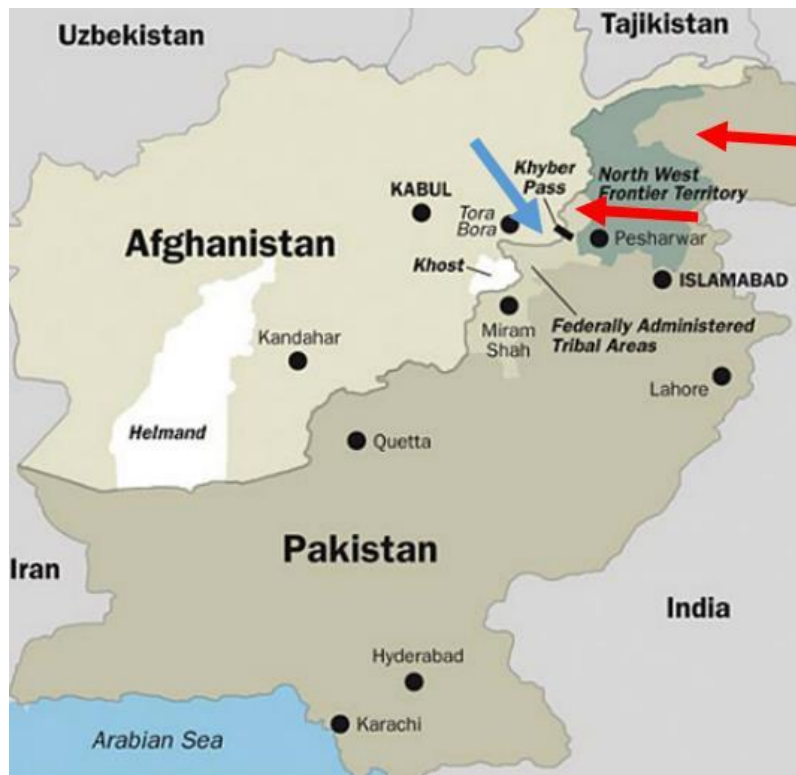 Uzbekistan
Tajikistan
Khyber
Pass
North West
Frontier Territory
KABUL
Tora
Bora
Pesharwar
Afghanistan
Khost
ISLAMABAD
Miram
Shah
Federally Administered
Tribal Areas
Kandahar
Lahore
Helmand
Quetta
Pakistan
Iran
India
Hyderabad
Karachi
Arabian Sea